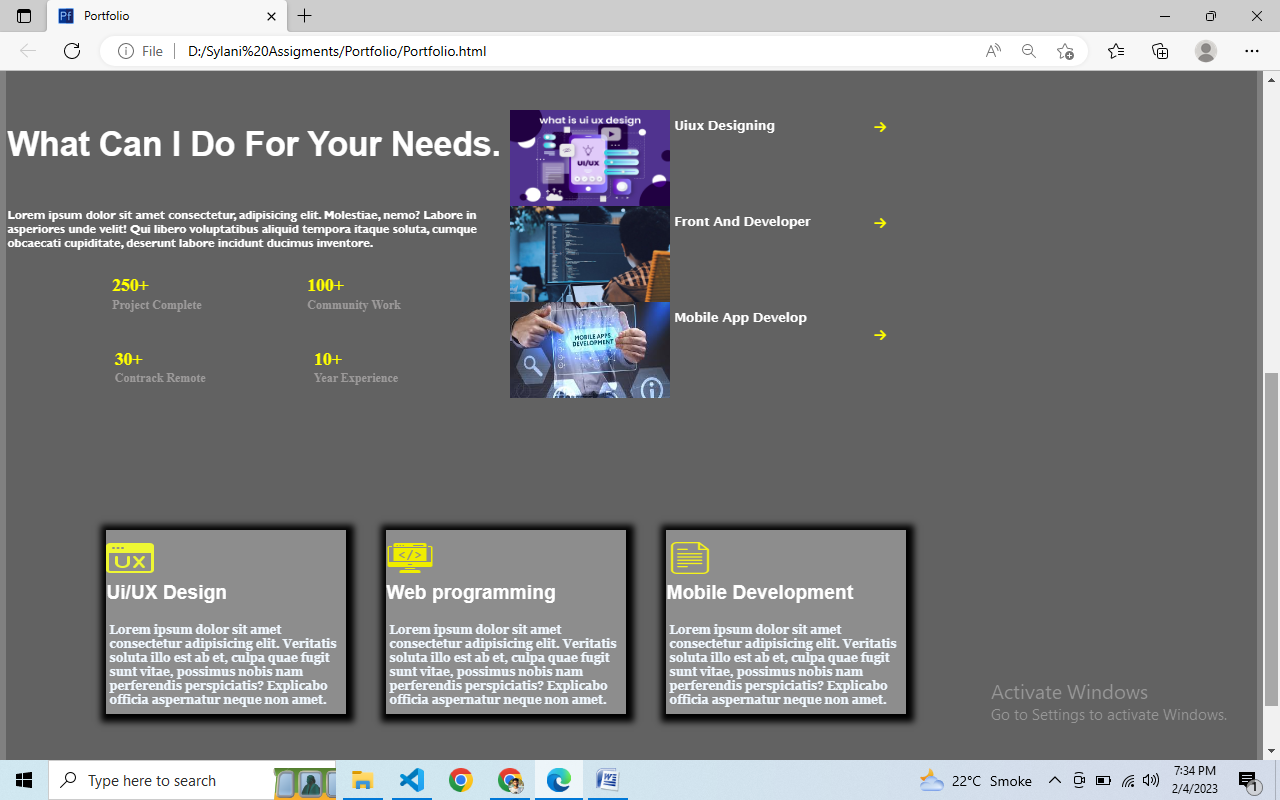 Pf Portfolio
File D:/Sylani%20Assigments/Portfolio/Portfolio.html
What Can I Do For Your Needs.
Lorem ipsum dolor sit amet consectetur, adipisicing elit. Molestiae, nemo? Labore in
asperiores unde velit! Qui libero voluptatibus aliquid tempora itaque soluta, cumque
obcaecati cupiditate, deserunt labore incidunt ducimus inventore.
250+ 100+
Project Complete Community Work
30+ 10+
Contrack Remote Year Experience
what is ui ux design
UI/UX
Uiux Designing
Front And Developer
MOBILE APPS
DEVELOPMENT
Mobile App Develop
UX
Ui/UX Design
Lorem ipsum dolor sit amet
consectetur adipisicing elit. Veritatis
soluta illo est ab et, culpa quae fugit
sunt vitae, possimus nobis nam
perferendis perspiciatis? Explicabo
officia aspernatur neque non amet.
</>
Web programming
Lorem ipsum dolor sit amet
consectetur adipisicing elit. Veritatis
soluta illo est ab et, culpa quae fugit
sunt vitae, possimus nobis nam
perferendis perspiciatis? Explicabo
officia aspernatur neque non amet.
Mobile Development
Lorem ipsum dolor sit amet
consectetur adipisicing elit. Veritatis
soluta illo est ab et, culpa quae fugit
sunt vitae, possimus nobis nam
perferendis perspiciatis? Explicabo
officia aspernatur neque non amet.
Activate Windows
Go to Settings to activate Windows.
Type here to search
22°C Smoke
7:34 PM
2/4/2023
1